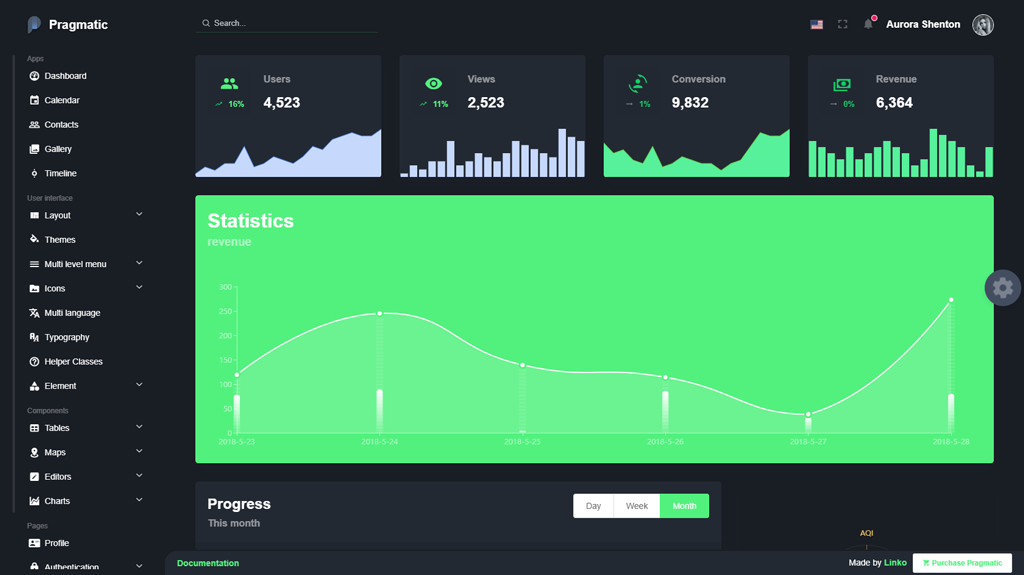 Pragmatic
Search...
Aurora Shenton
Apps
Dashboard
Calendar
Contacts
Gallery
Timeline
User interface
Layout
Themes
Multi level menu
Icons
Multi language
Typography
Helper Classes
Element
Components
Tables
Maps
Editors
Charts
Pages
Profile
Authentication
Users
16% 4,523
Views
11% 2,523
Conversion
1% 9,832
Revenue
0% 6,364
Statistics
revenue
300
250
200
150
100
50
0
2018-5-23 2018-5-24 2018-5-25 2018-5-26 2018-5-27 2018-5-28
Progress
This month
Day Week Month
AQI
Documentation
Made by Linko
Purchase Pragmatic